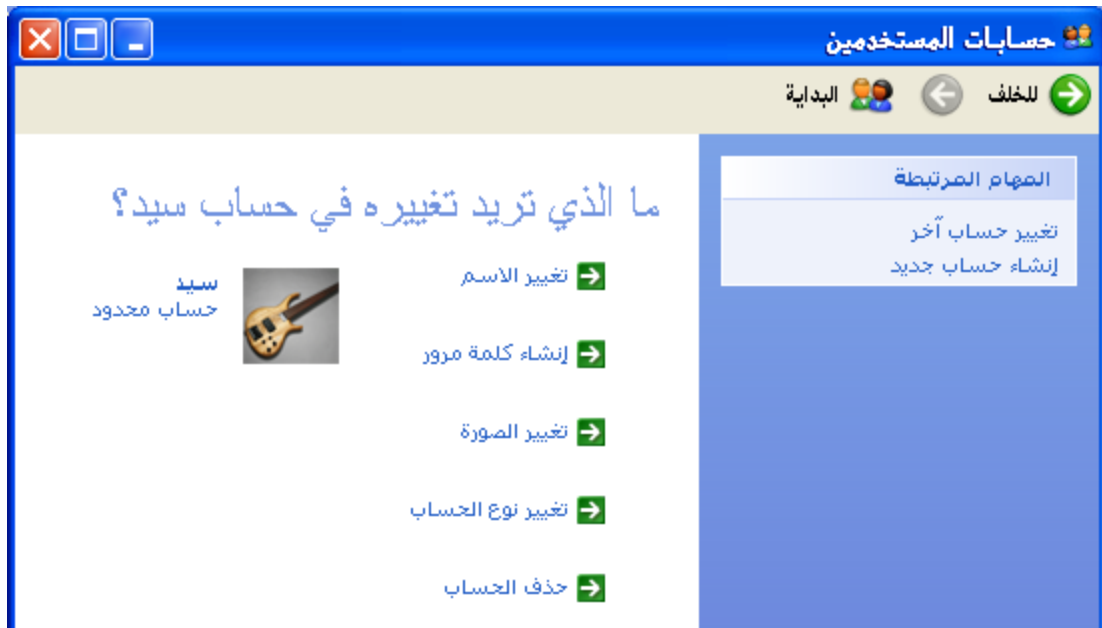 حسابات المستخدمين
للخلف
البداية
المهام المرتبطة
تغيير حساب آخر
إنشاء حساب جديد
ما الذي تريد تغييره في حساب سيد؟
تغيير الاسم
إنشاء كلمة مرور
تغيير الصورة
تغيير نوع الحساب
حذف الحساب
سيد
حساب محدود